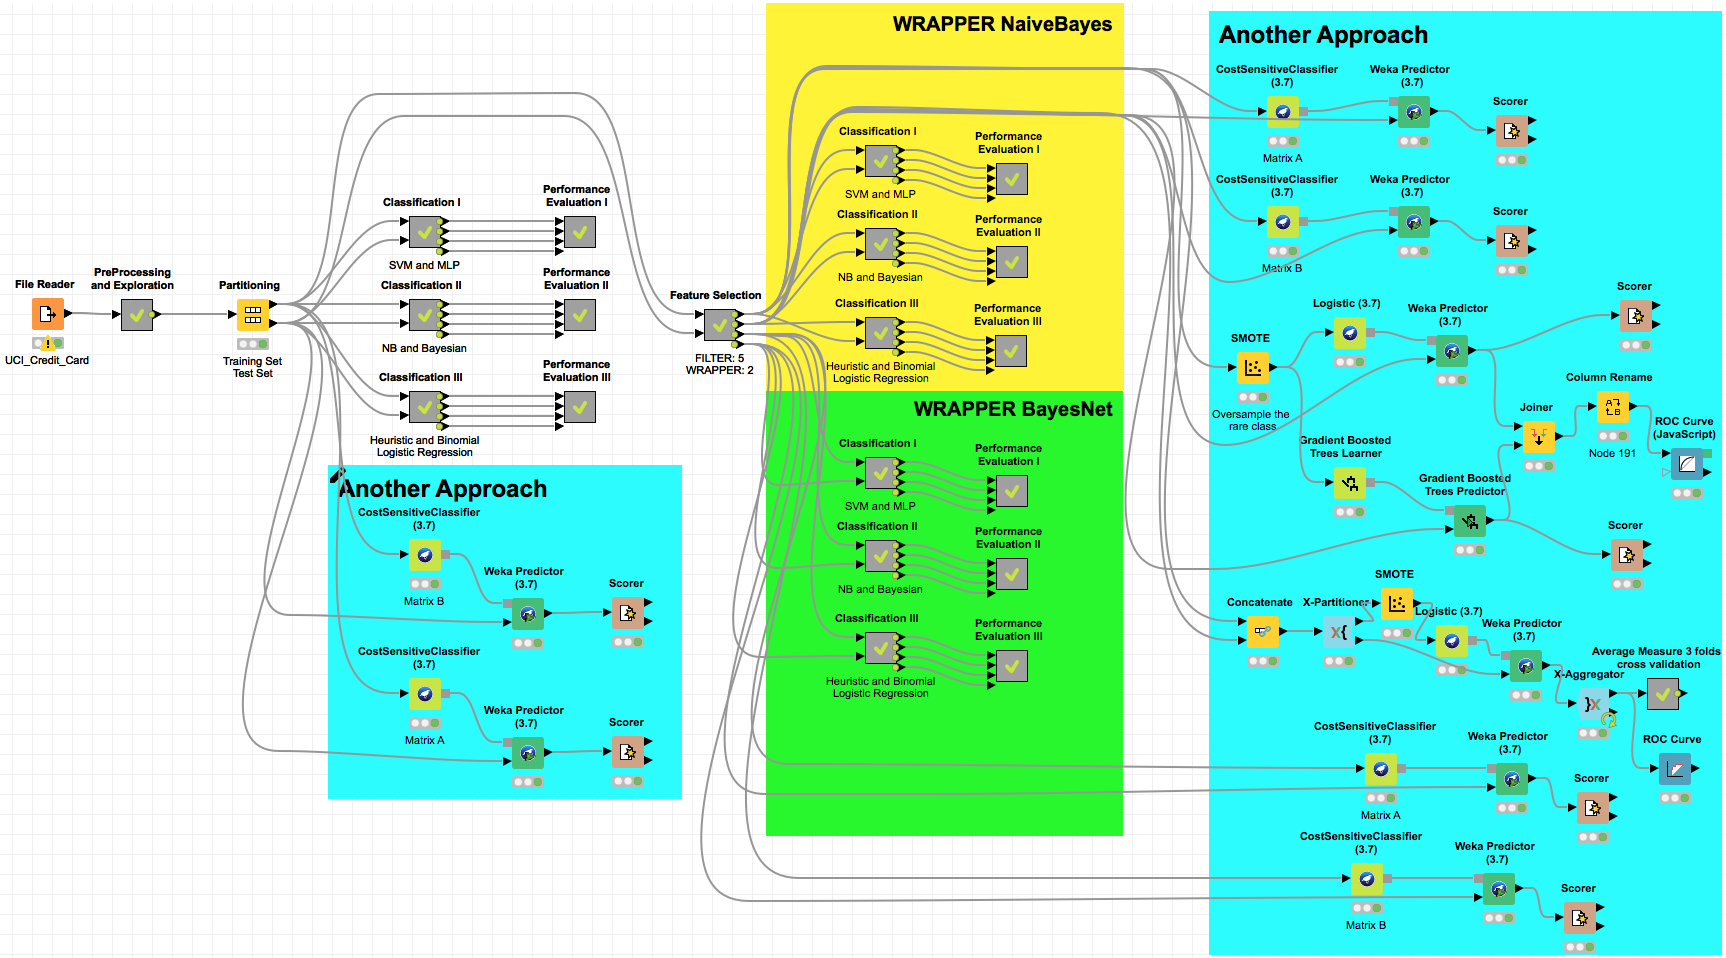 File Reader
UCI_Credit_Card
PreProcessing
and Exploration
Partitioning
Training Set
Test Set
Classification I
SVM and MLP
Performance
Evaluation I
Classification II
NB and Bayesian
Performance
Evaluation II
Classification III
Heuristic and Binomial
Logistic Regression
Performance
Evaluation III
Another Approach
CostSensitiveClassifier
(3.7)
Matrix B
Weka Predictor
(3.7)
Scorer
CostSensitiveClassifier
(3.7)
Matrix A
Weka Predictor
(3.7)
Scorer
Feature Selection
FILTER: 5
WRAPPER: 2
WRAPPER NaiveBayes
Classification I
SVM and MLP
Performance
Evaluation I
Classification II
NB and Bayesian
Performance
Evaluation II
Classification III
Heuristic and Binomial
Logistic Regression
Performance
Evaluation III
WRAPPER BayesNet
Classification I
SVM and MLP
Performance
Evaluation I
Classification II
NB and Bayesian
Performance
Evaluation II
Classification III
Heuristic and Binomial
Logistic Regression
Performance
Evaluation III
Another Approach
CostSensitiveClassifier
(3.7)
Matrix A
Weka Predictor
(3.7)
Scorer
CostSensitiveClassifier
(3.7)
Matrix B
Weka Predictor
(3.7)
Scorer
SMOTE
Oversample the
rare class
Logistic (3.7)
Weka Predictor
(3.7)
Scorer
Gradient Boosted
Trees Learner
Gradient Boosted
Trees Predictor
Scorer
Joiner
Column Rename
Node 191
ROC Curve
(JavaScript)
Concatenate
X-Partitioner
SMOTE
Logistic (3.7)
Weka Predictor
(3.7)
X-Aggregator
Average Measure 3 folds
cross validation
ROC Curve
CostSensitiveClassifier
(3.7)
Matrix A
Weka Predictor
(3.7)
Scorer
CostSensitiveClassifier
(3.7)
Matrix B
Weka Predictor
(3.7)
Scorer